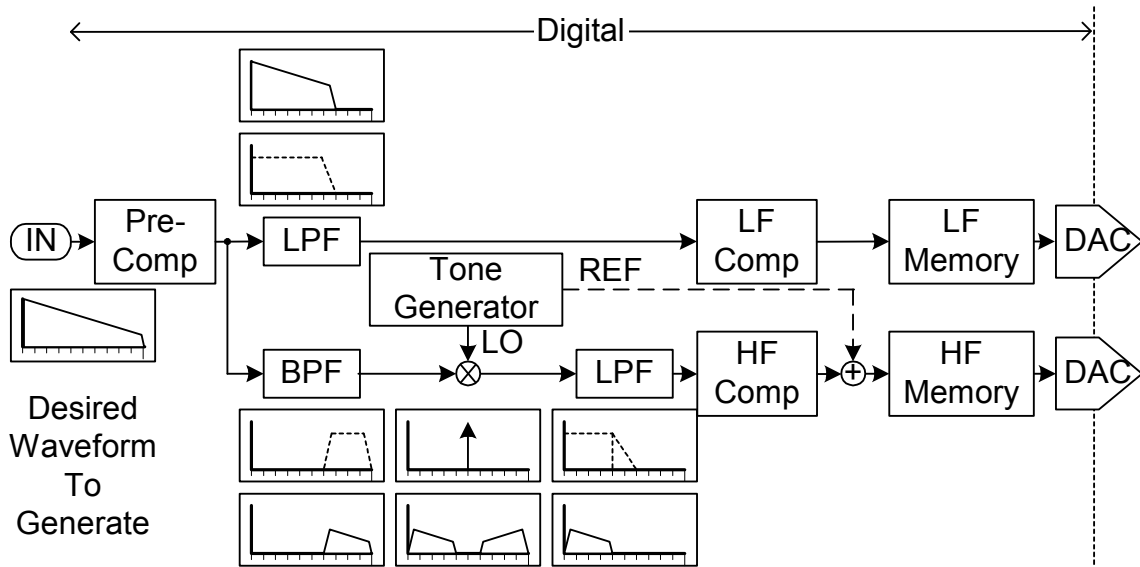 Digital
IN
Pre-
Comp
LPF
LF
Comp
LF
Memory
DAC
Tone
Generator
REF
LO
BPF
LPF
HF
Comp
HF
Memory
DAC
Desired
Waveform
To
Generate